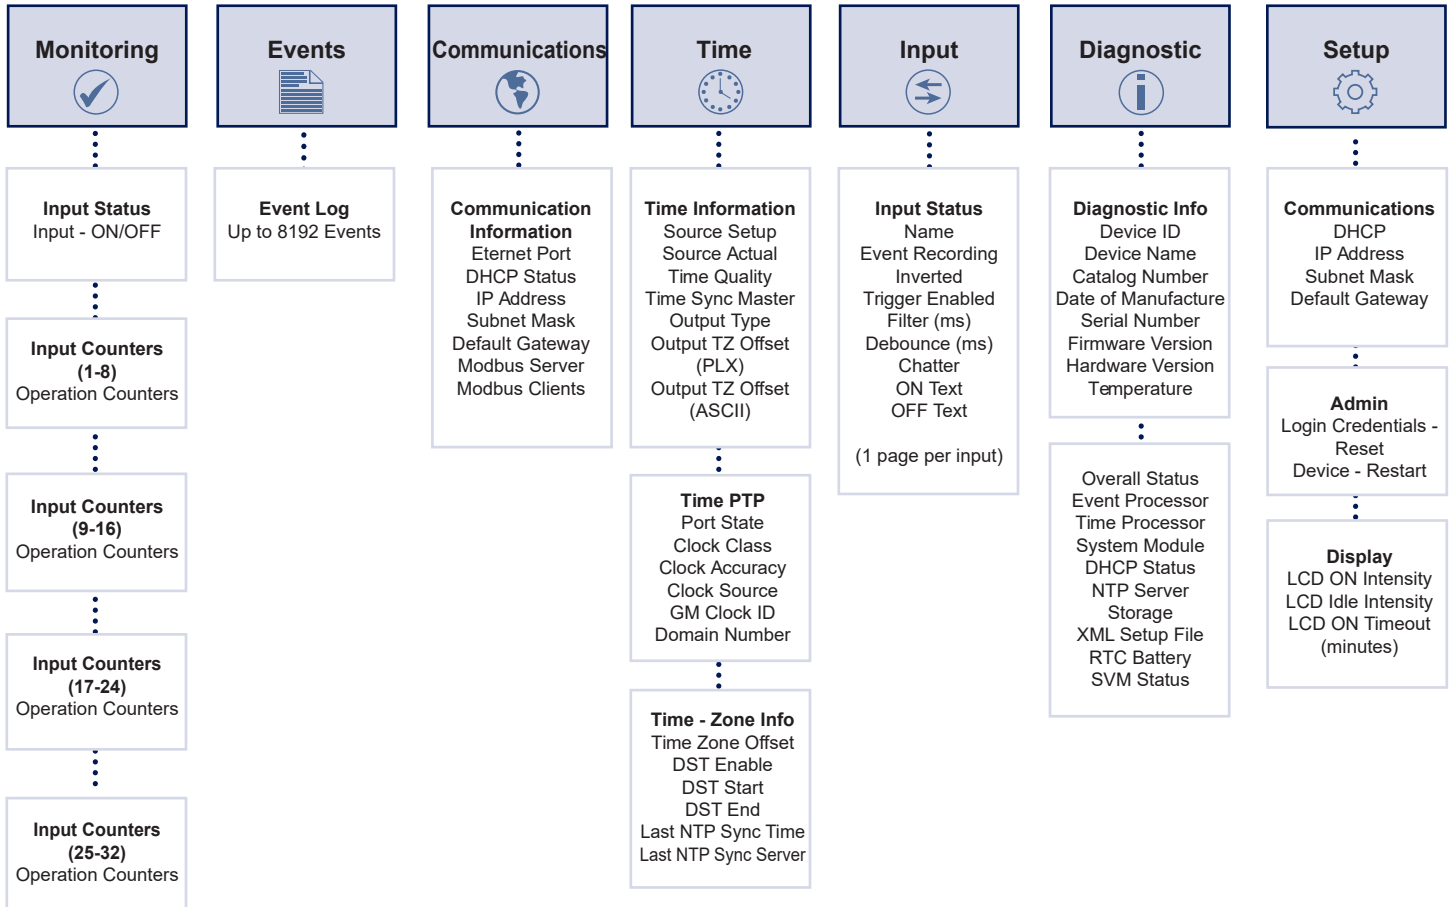 Monitoring
Input Status
Input - ON/OFF
Input Counters
(1-8)
Operation Counters
Input Counters
(9-16)
Operation Counters
Input Counters
(17-24)
Operation Counters
Input Counters
(25-32)
Operation Counters
Events
Event Log
Up to 8192 Events
Communications
Communication
Information
Eternet Port
DHCP Status
IP Address
Subnet Mask
Default Gateway
Modbus Server
Modbus Clients
Time
Time Information
Source Setup
Source Actual
Time Quality
Time Sync Master
Output Type
Output TZ Offset
(PLX)
Output TZ Offset
(ASCII)
Time PTP
Port State
Clock Class
Clock Accuracy
Clock Source
GM Clock ID
Domain Number
Time - Zone Info
Time Zone Offset
DST Enable
DST Start
DST End
Last NTP Sync Time
Last NTP Sync Server
Input
Input Status
Name
Event Recording
Inverted
Trigger Enabled
Filter (ms)
Debounce (ms)
Chatter
ON Text
OFF Text
(1 page per input)
Diagnostic
Diagnostic Info
Device ID
Device Name
Catalog Number
Date of Manufacture
Serial Number
Firmware Version
Hardware Version
Temperature
Overall Status
Event Processor
Time Processor
System Module
DHCP Status
NTP Server
Storage
XML Setup File
RTC Battery
SVM Status
Setup
Communications
DHCP
IP Address
Subnet Mask
Default Gateway
Admin
Login Credentials -
Reset
Device - Restart
Display
LCD ON Intensity
LCD Idle Intensity
LCD ON Timeout
(minutes)